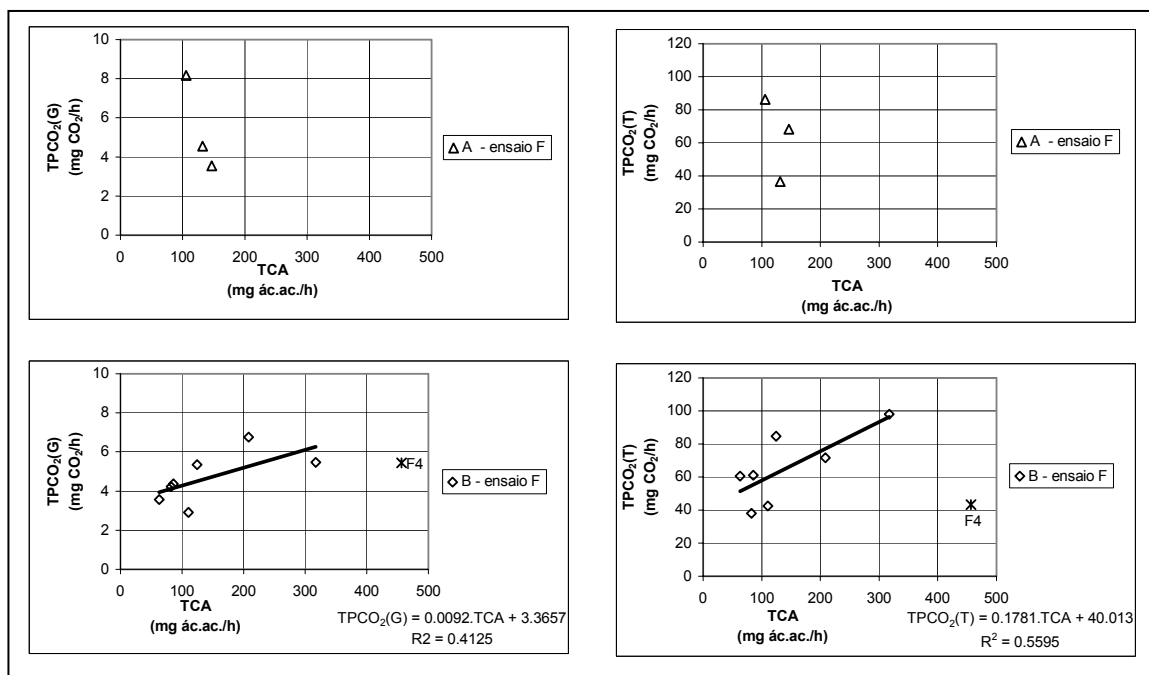 10
8
6
4
2
0
TPCO₂(G)
(mg CO₂/h)
0 100 200 300 400 500
TCA
(mg ác.ac./h)
A - ensaio F
120
100
80
60
40
20
0
TPCO₂(T)
(mg CO₂/h)
0 100 200 300 400 500
TCA
(mg ác.ac./h)
A - ensaio F
10
8
6
4
2
0
TPCO₂(G)
(mg CO₂/h)
F4
0 100 200 300 400 500
TCA
(mg ác.ac./h)
B - ensaio F
TPCO₂(G) = 0.0092.TCA + 3.3657
R2 = 0.4125
120
100
80
60
40
20
0
TPCO₂(T)
(mg CO₂/h)
F4
0 100 200 300 400 500
TCA
(mg ác.ac./h)
B - ensaio F
TPCO₂(T) = 0.1781.TCA + 40.013
R² = 0.5595